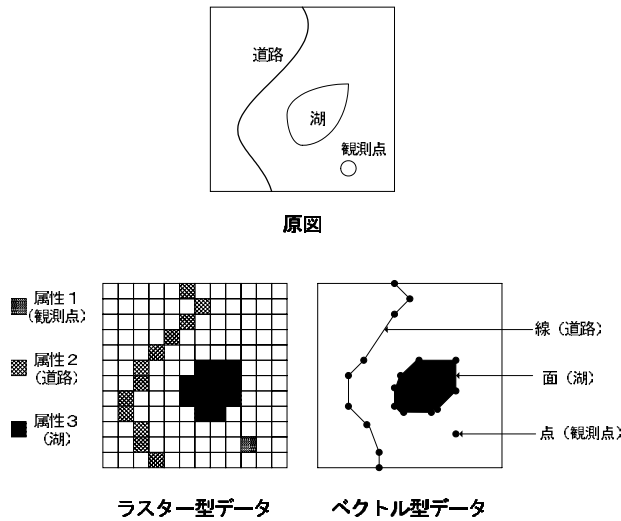 道路
湖
観測点
原図
属性１
(観測点)
属性２
(道路)
属性３
(湖)
線（道路）
面（湖）
点（観測点）
ラスター型データ
ベクトル型データ